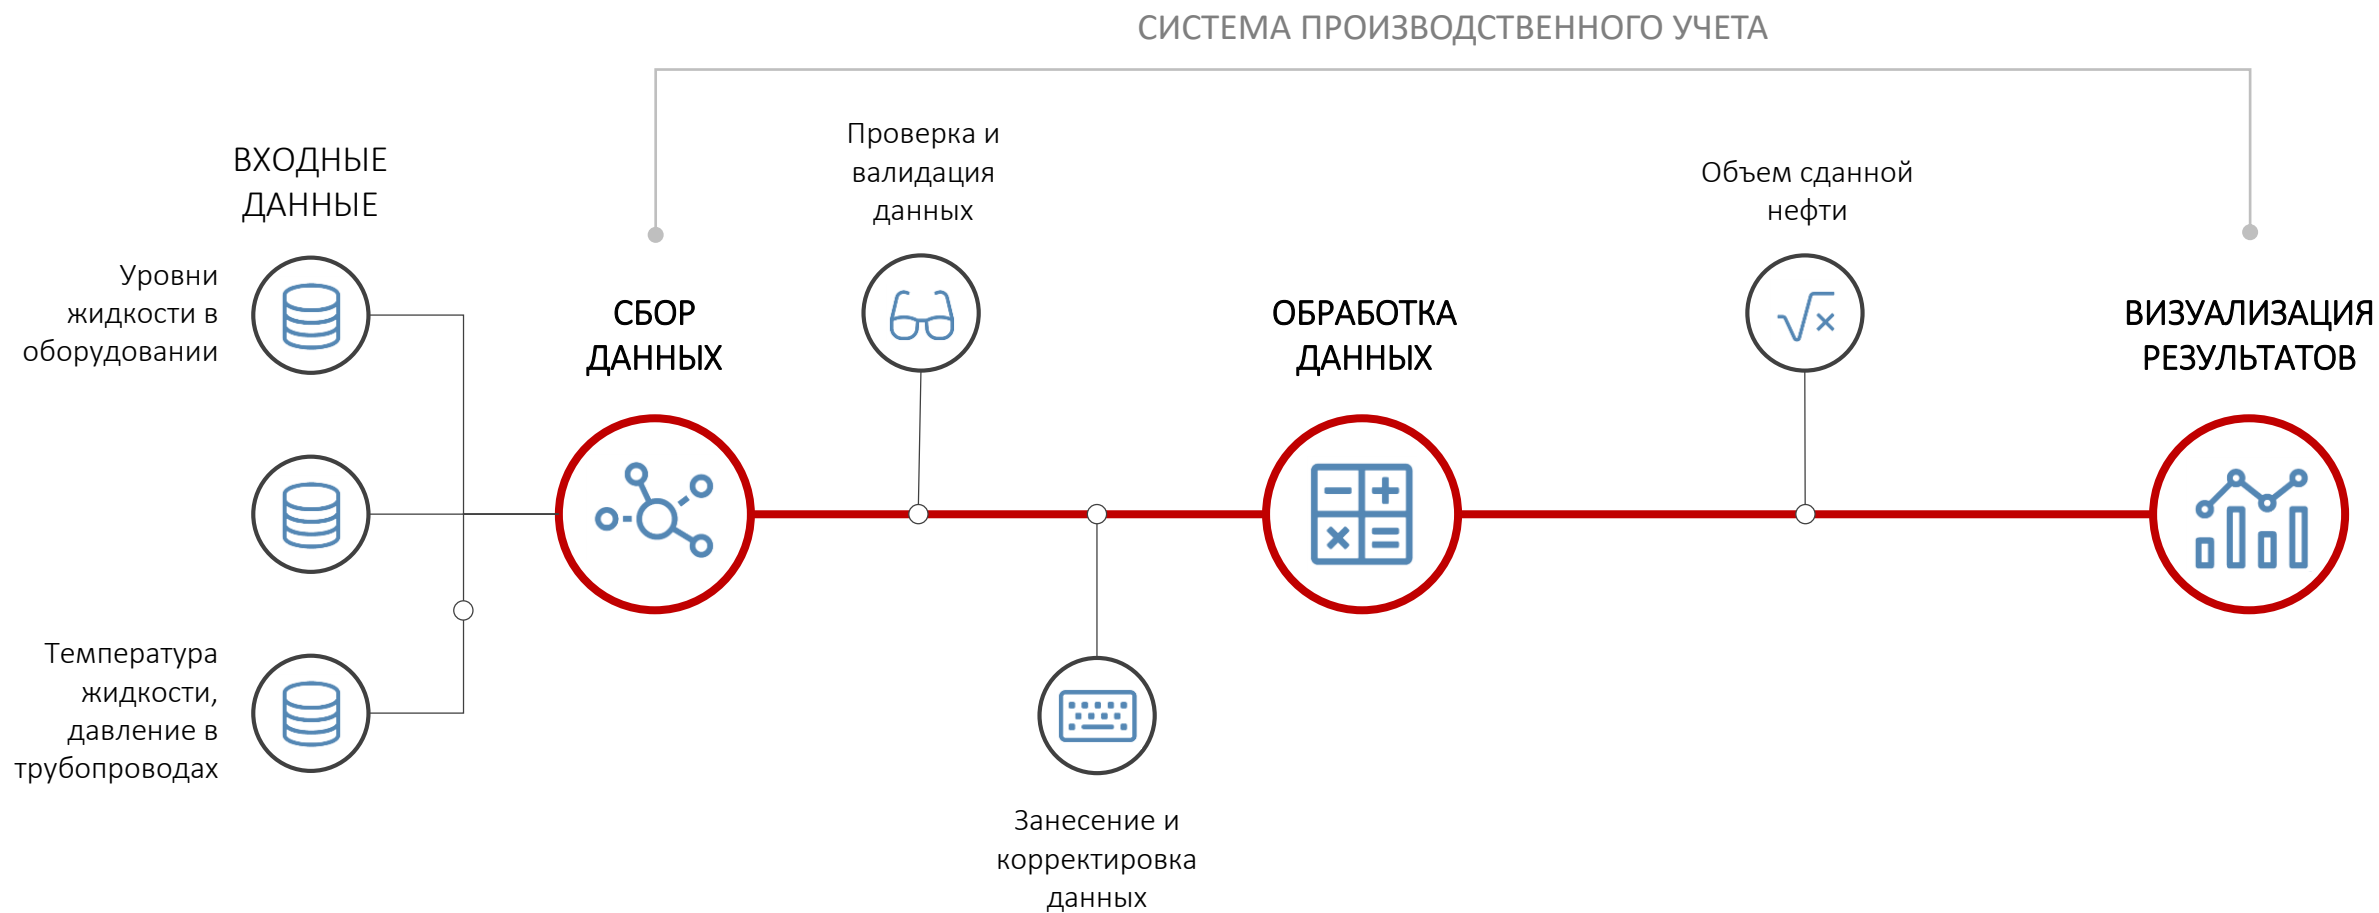 СИСТЕМА ПРОИЗВОДСТВЕННОГО УЧЕТА
ВХОДНЫЕ
ДАННЫЕ
Уровни
жидкости в
оборудовании
Температура
жидкости,
давление в
трубопроводах
СБОР
ДАННЫХ
Проверка и
валидация
данных
Занесение и
корректировка
данных
ОБРАБОТКА
ДАННЫХ
Объем сданной
нефти
ВИЗУАЛИЗАЦИЯ
РЕЗУЛЬТАТОВ